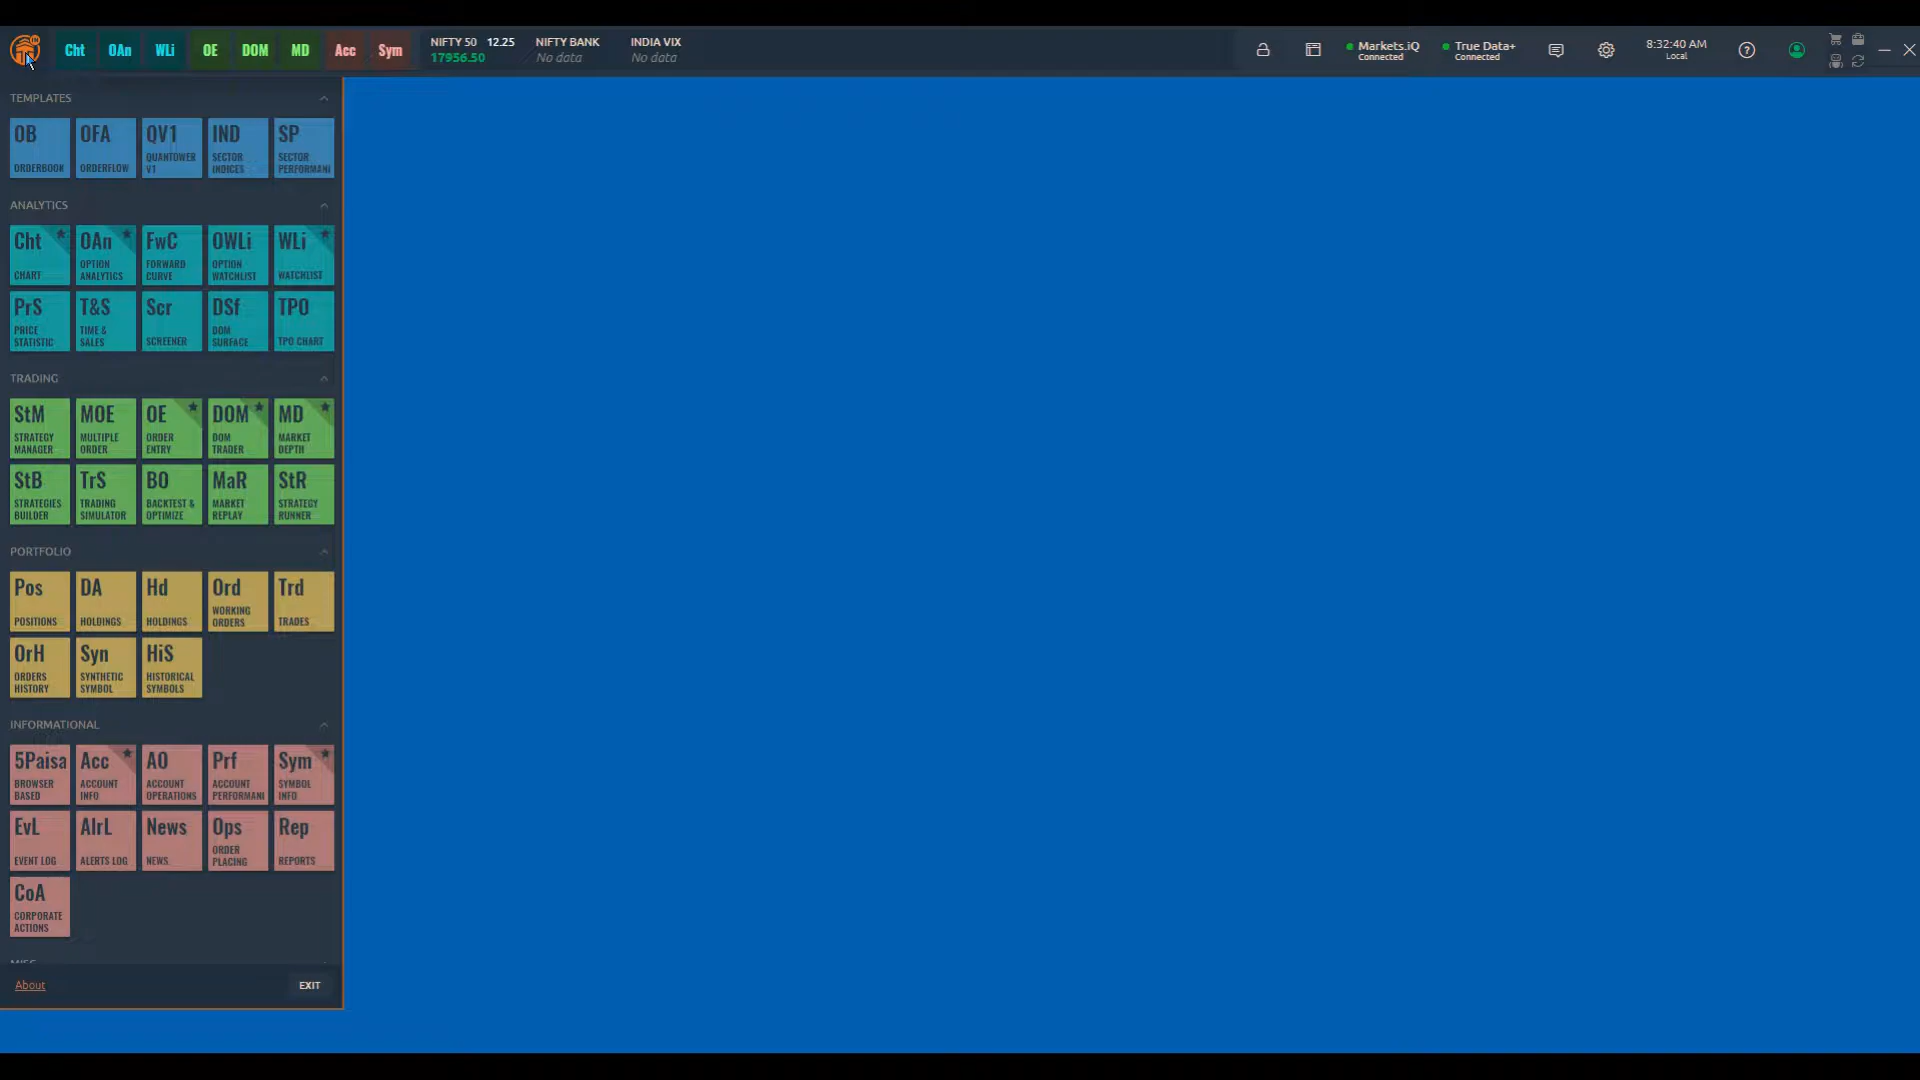 Cht OAn WLi OE DOM MD Acc Sym
NIFTY 50 12.25
17956.50
NIFTY BANK
No data
INDIA VIX
No data
Markets.iQ
Connected
True Data+
Connected
8:32:40 AM
Local
TEMPLATES
OB
ORDERBOOK
OFA
ORDERFLOW
QV1
QUANTOWER
V1
IND
SECTOR
INDICES
SP
SECTOR
PERFORMAN
ANALYTICS
Cht
CHART
OAn
OPTION
ANALYTICS
FwC
FORWARD
CURVE
OWLi
OPTION
WATCHLIST
WLi
WATCHLIST
PrS
PRICE
STATISTIC
T&S
TIME &
SALES
Scr
SCREENER
DSf
DOM
SURFACE
TPO
TPO CHART
TRADING
StM
STRATEGY
MANAGER
MOE
MULTIPLE
ORDER
OE
ORDER
ENTRY
DOM
DOM
TRADER
MD
MARKET
DEPTH
StB
STRATEGIES
BUILDER
TrS
TRADING
SIMULATOR
BO
BACKTEST &
OPTIMIZE
MaR
MARKET
REPLAY
StR
STRATEGY
RUNNER
PORTFOLIO
Pos
POSITIONS
DA
HOLDINGS
Hd
HOLDINGS
Ord
WORKING
ORDERS
Trd
TRADES
OrH
ORDERS
HISTORY
Syn
SYNTHETIC
SYMBOL
HiS
HISTORICAL
SYMBOLS
INFORMATIONAL
5Paisa
BROWSER
BASED
Acc
ACCOUNT
INFO
AO
ACCOUNT
OPERATIONS
Prf
ACCOUNT
PERFORMAN
Sym
SYMBOL
INFO
EvL
EVENT LOG
AlrL
ALERTS LOG
News
NEWS
Ops
ORDER
PLACING
Rep
REPORTS
CoA
CORPORATE
ACTIONS
About
EXIT